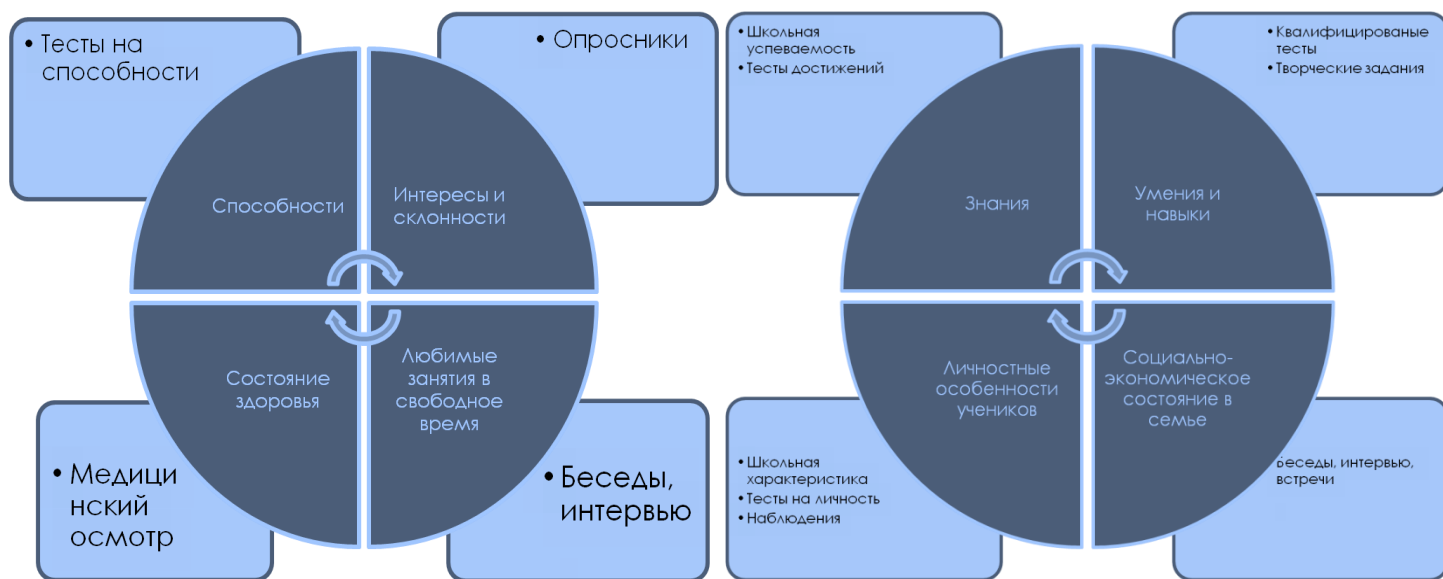 • Тесты на
способности
• Опросники
Способности
Интересы и
склонности
Состояние
здоровья
Любимые
занятия в
свободное
время
• Медици
нский
осмотр
• Беседы,
интервью
• Школьная
успеваемость
• Тесты достижений
• Квалифицированые
тесты
• Творческие задания
Знания
Умения и
навыки
Личностные
особенности
учеников
Социально-
экономическое
состояние в
семье
• Школьная
характеристика
• Тесты на личность
• Наблюдения
• Беседы, интервью,
встречи